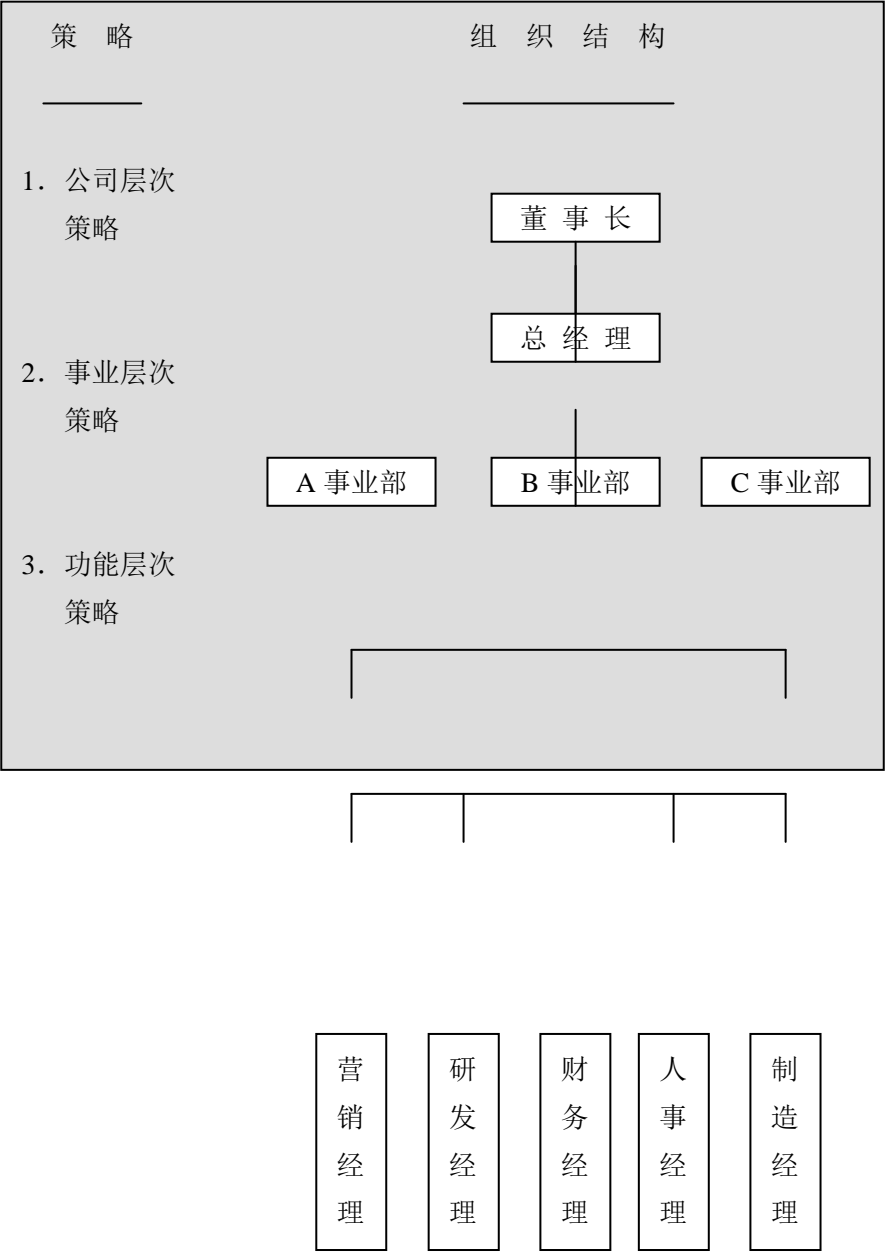 策 略 组 织 结 构
1．公司层次
策略
董 事 长
总 经 理
2．事业层次
策略
A 事业部 B 事业部 C 事业部
3．功能层次
策略
营销经理
研发经理
财务经理
人事经理
制造经理